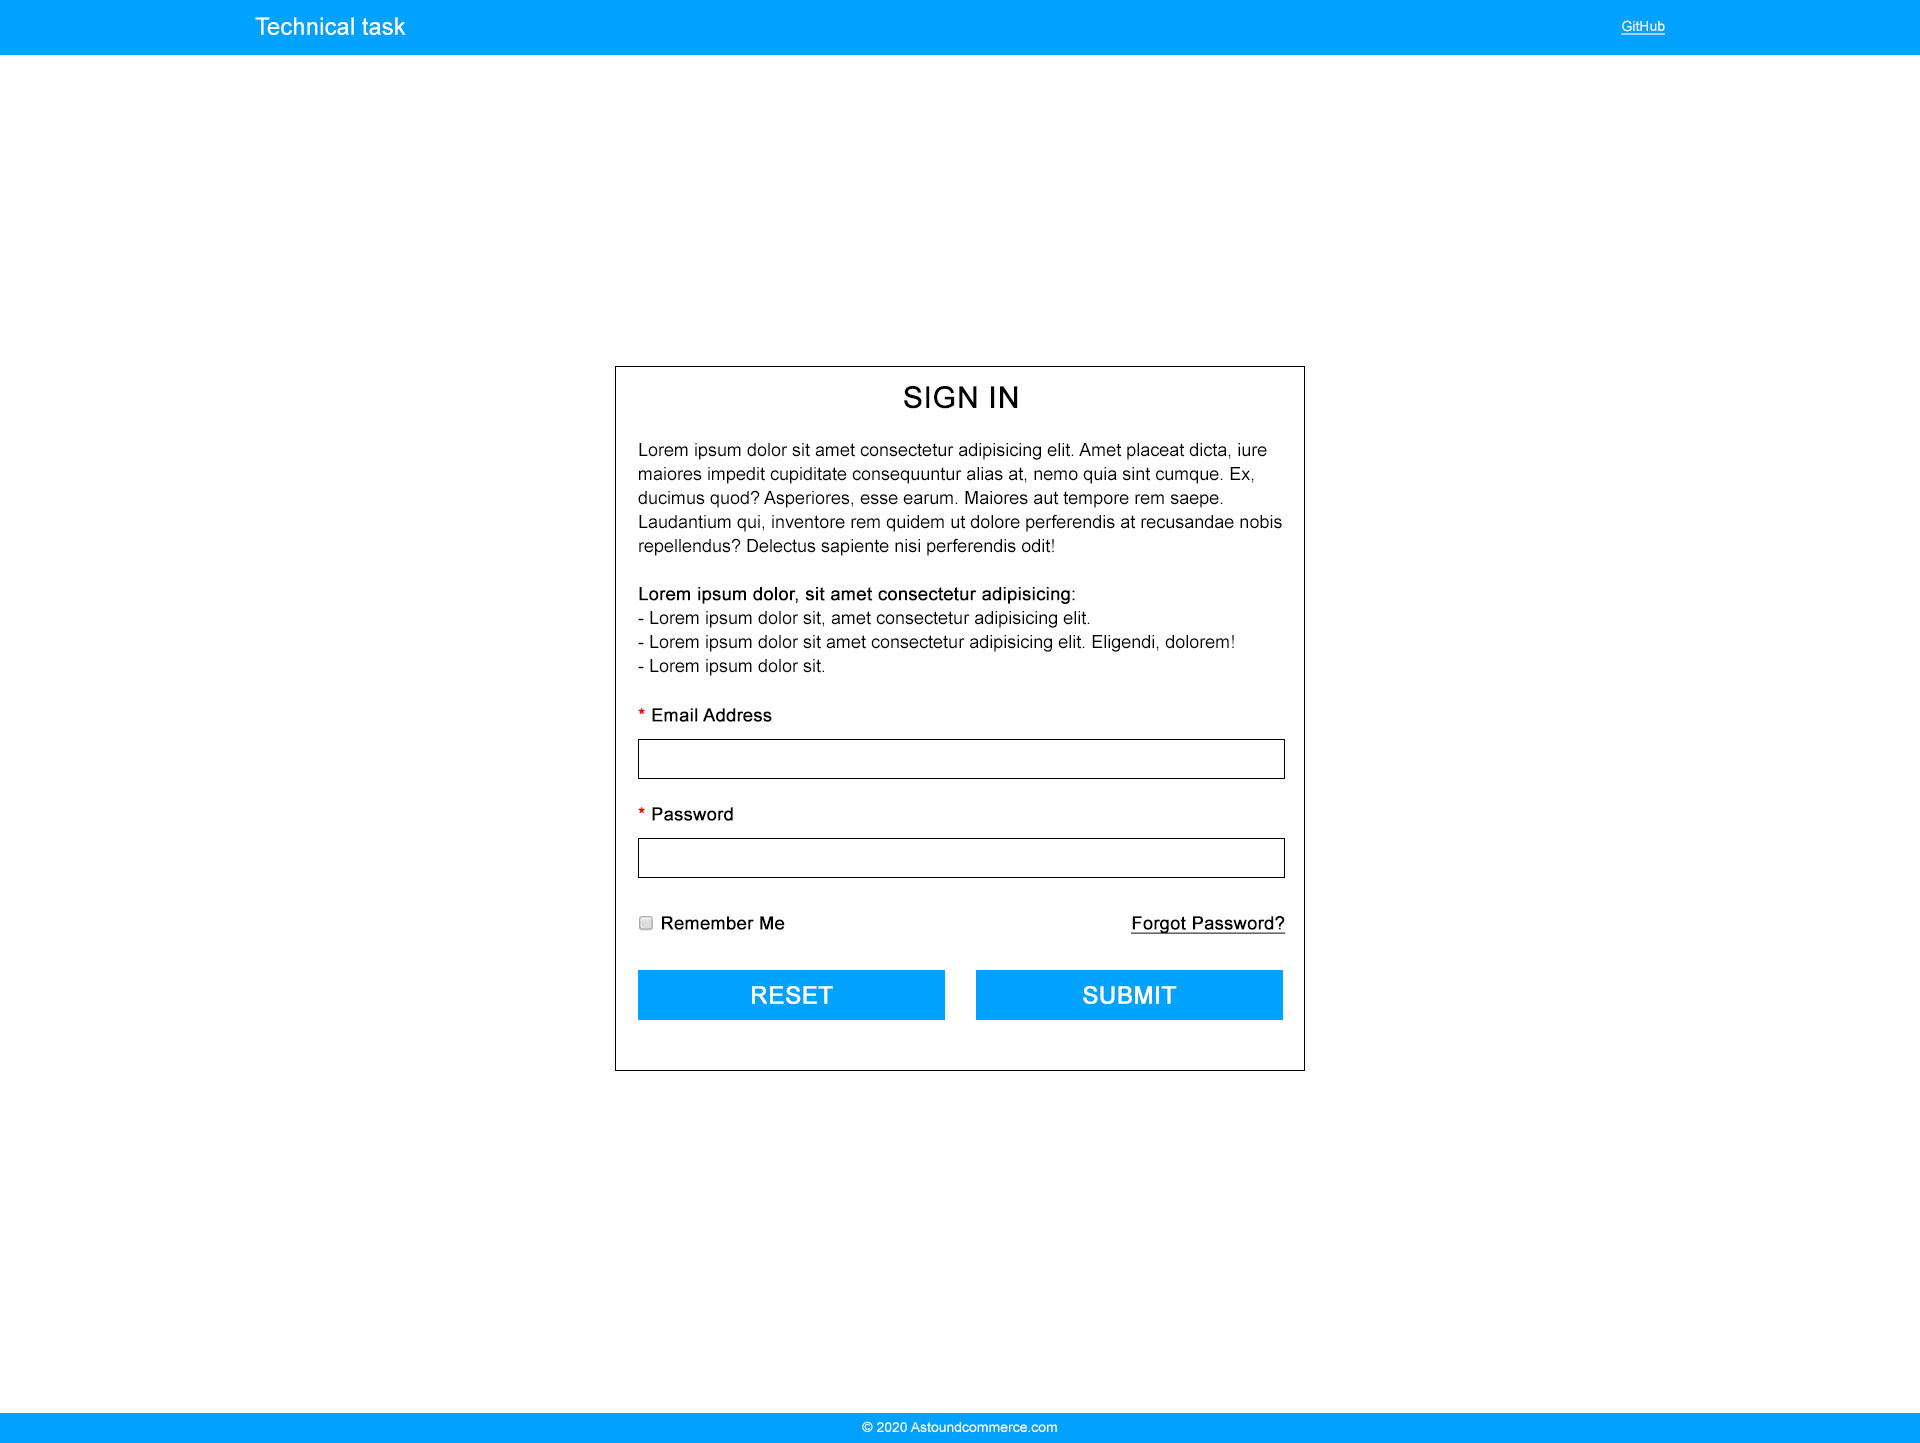 Technical task
GitHub
SIGN IN
Lorem ipsum dolor sit amet consectetur adipisicing elit. Amet placeat dicta, iure
maiores impedit cupiditate consequuntur alias at, nemo quia sint cumque. Ex,
ducimus quod? Asperiores, esse earum. Maiores aut tempore rem saepe.
Laudantium qui, inventore rem quidem ut dolore perferendis at recusandae nobis
repellendus? Delectus sapiente nisi perferendis odit!
Lorem ipsum dolor, sit amet consectetur adipisicing:
- Lorem ipsum dolor sit, amet consectetur adipisicing elit.
- Lorem ipsum dolor sit amet consectetur adipisicing elit. Eligendi, dolorem!
- Lorem ipsum dolor sit.
* Email Address
* Password
Remember Me
Forgot Password?
RESET
SUBMIT
© 2020 Astoundcommerce.com